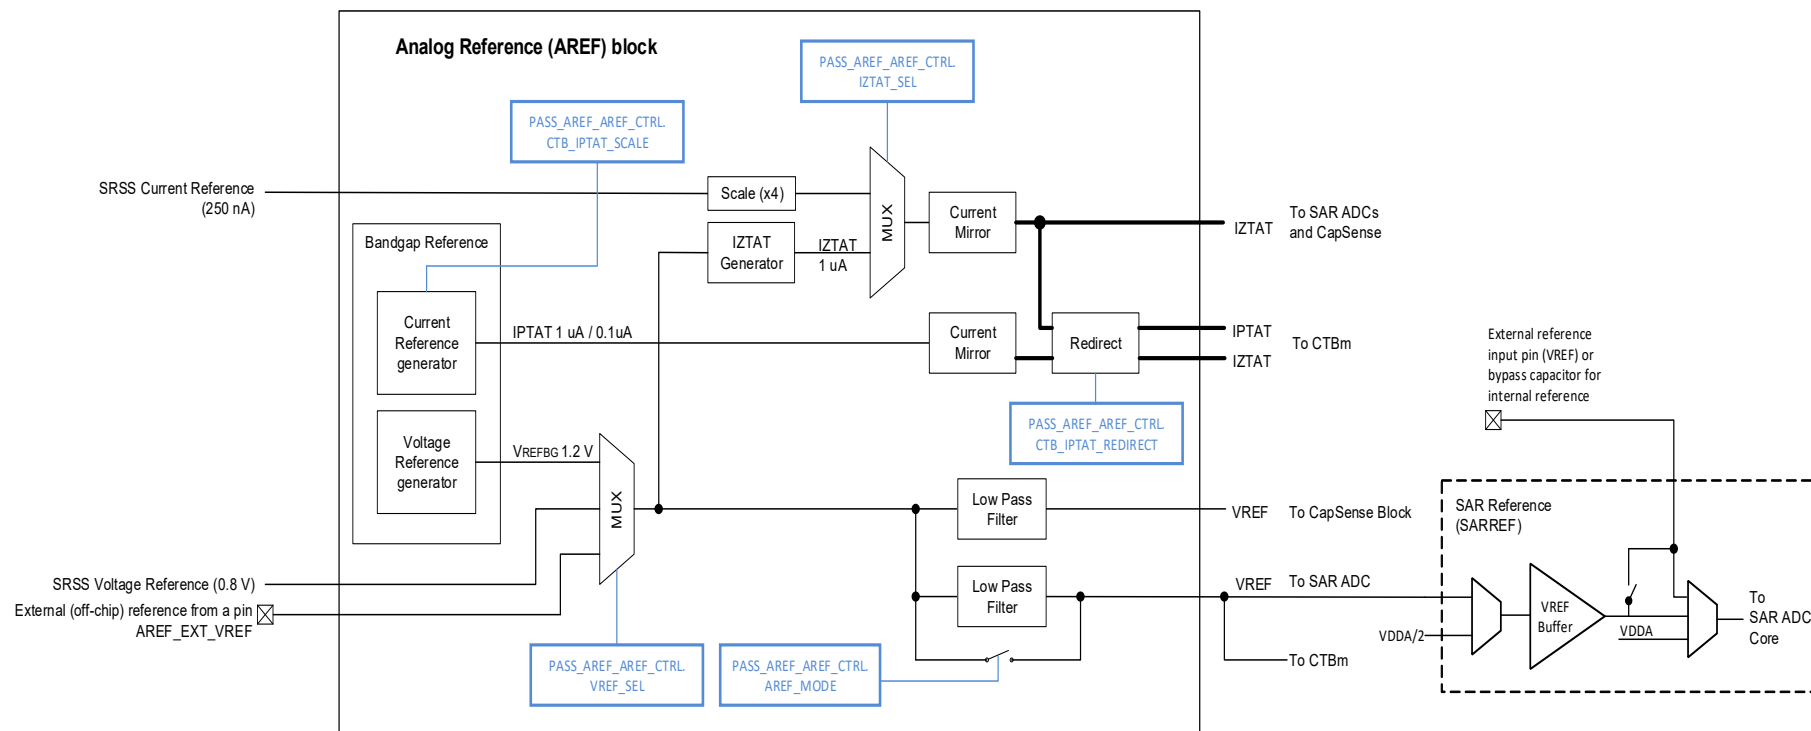 Analog Reference (AREF) block
PASS_AREF_AREF_CTRL.
IZTAT_SEL
PASS_AREF_AREF_CTRL.
CTB_IPTAT_SCALE
SRSS Current Reference
(250 nA)
Scale (x4)
MUX
Current
Mirror
IZTAT
To SAR ADCs
and CapSense
Bandgap Reference
IZTAT
Generator
IZTAT
1 uA
Current
Reference
generator
IPTAT 1 uA / 0.1uA
Current
Mirror
Redirect
IPTAT
IZTAT
To CTBm
External reference
input pin (VREF) or
bypass capacitor for
internal reference
PASS_AREF_AREF_CTRL.
CTB_IPTAT_REDIRECT
Voltage
Reference
generator
VREFBG 1.2 V
MUX
Low Pass
Filter
VREF
To CapSense Block
SAR Reference
(SARREF)
SRSS Voltage Reference (0.8 V)
External (off-chip) reference from a pin
AREF_EXT_VREF
Low Pass
Filter
VREF
To SAR ADC
VDDA/2
VREF
Buffer
VDDA
To
SAR ADC
Core
To CTBm
PASS_AREF_AREF_CTRL.
VREF_SEL
PASS_AREF_AREF_CTRL.
AREF_MODE